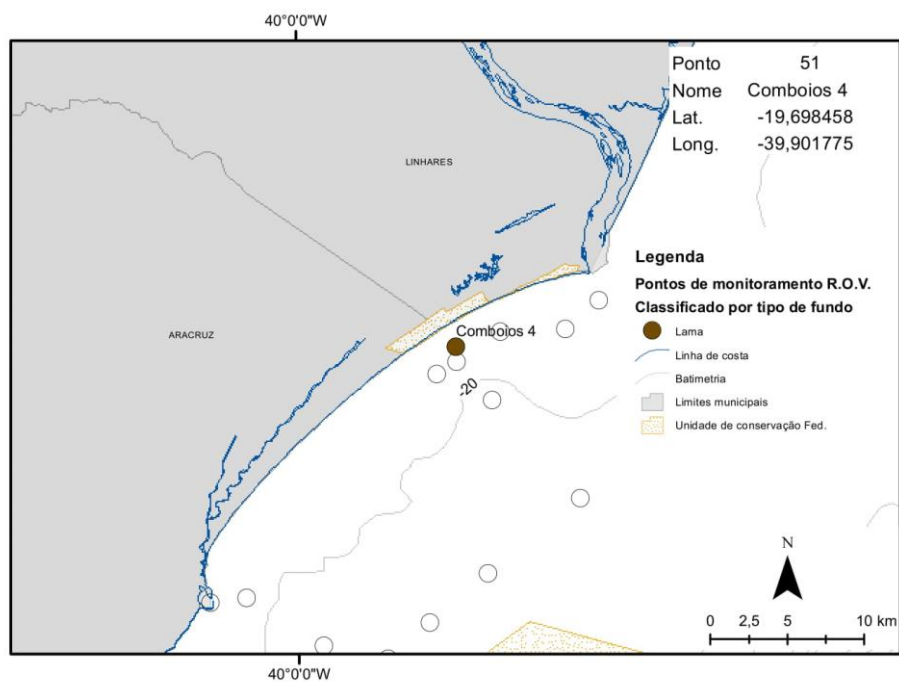 40°0'0"W
Ponto 51
Nome Comboios 4
Lat. -19,698458
Long. -39,901775
LINHARES
Legenda
Pontos de monitoramento R.O.V.
Classificado por tipo de fundo
Lama
Linha de costa
Batimetria
Limites municipais
Unidade de conservação Fed.
Comboios 4
ARACRUZ
-20
N
0 2,5 5 10 km
40°0'0"W